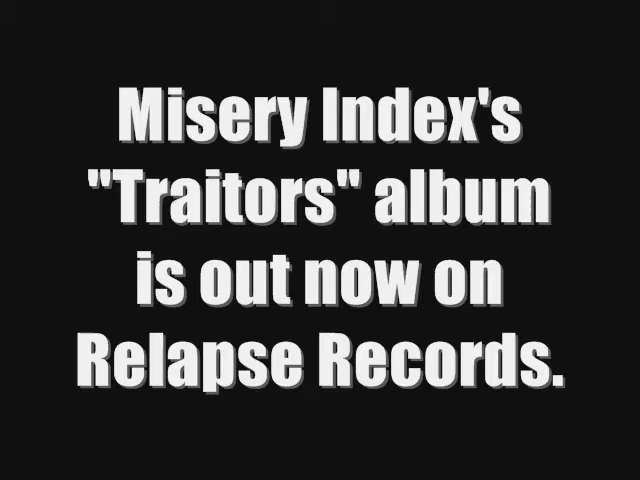 Misery Index's
"Traitors" album
is out now on
Relapse Records.